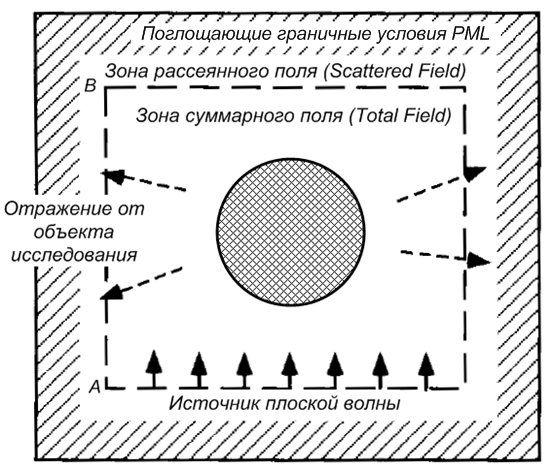 Поглощающие граничные условия PML
Зона рассеянного поля (Scattered Field)
B
Зона суммарного поля (Total Field)
Отражение от
объекта
исследования
A
Источник плоской волны